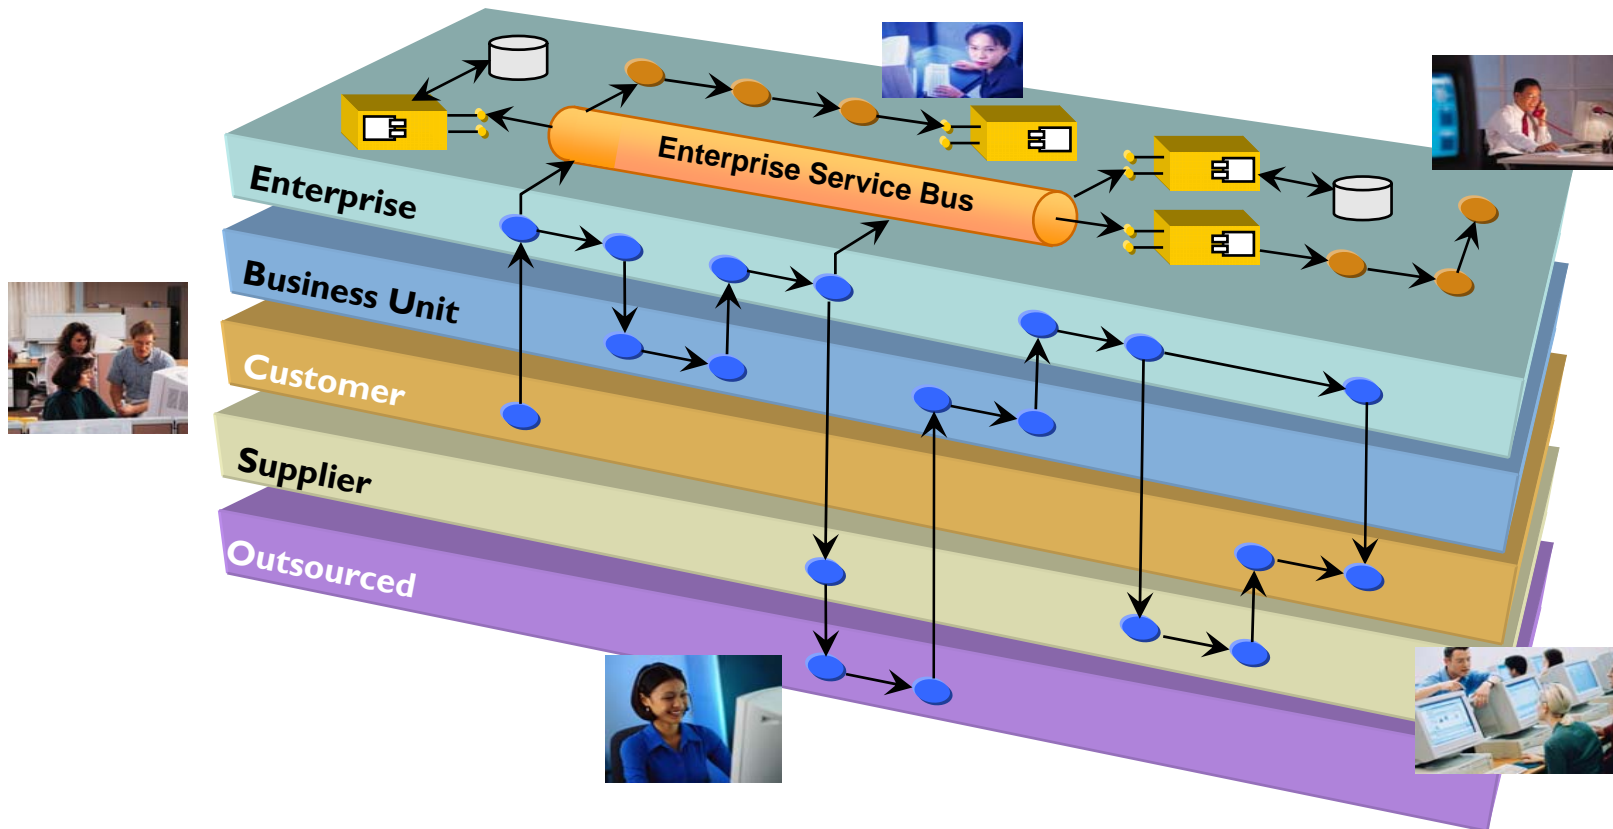 Enterprise Service Bus
Enterprise
Business Unit
Customer
Supplier
Outsourced